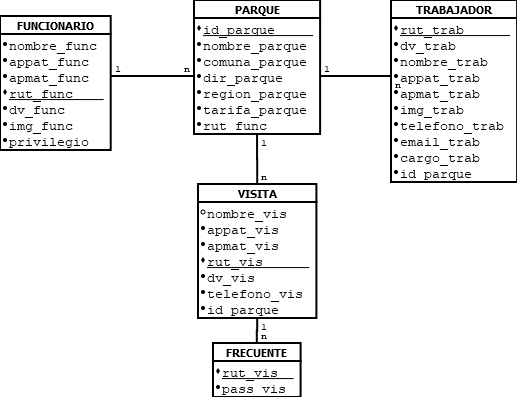 FUNCIONARIO
nombre_func
appat_func
apmat_func
rut_func
dv_func
img_func
privilegio
1
n
PARQUE
id_parque
nombre_parque
comuna_parque
dir_parque
region_parque
tarifa_parque
rut_func
1
n
TRABAJADOR
rut_trab
dv_trab
nombre_trab
appat_trab
apmat_trab
img_trab
telefono_trab
email_trab
cargo_trab
id_parque
1
n
VISITA
nombre_vis
appat_vis
apmat_vis
rut_vis
dv_vis
telefono_vis
id_parque
1
n
FRECUENTE
rut_vis
pass_vis